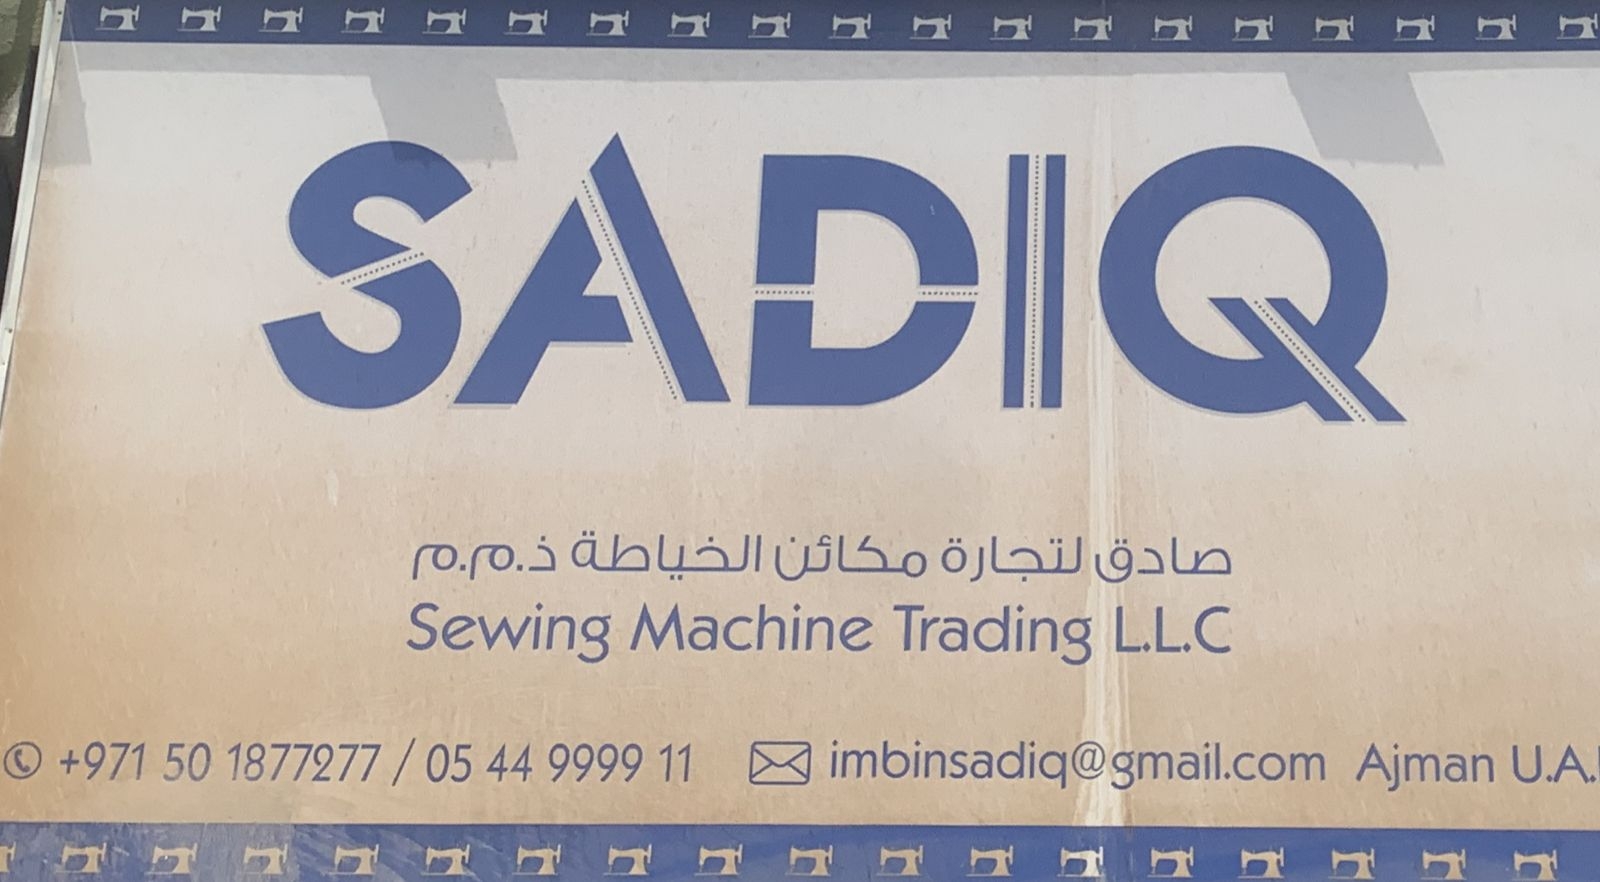 SADIQ
صادق لتجارة مكائن الخياطة ذ.م.م
Sewing Machine Trading L.L.C
+971 50 1877277 / 05 44 9999 11 imbinsadiq@gmail.com Ajman U.A.